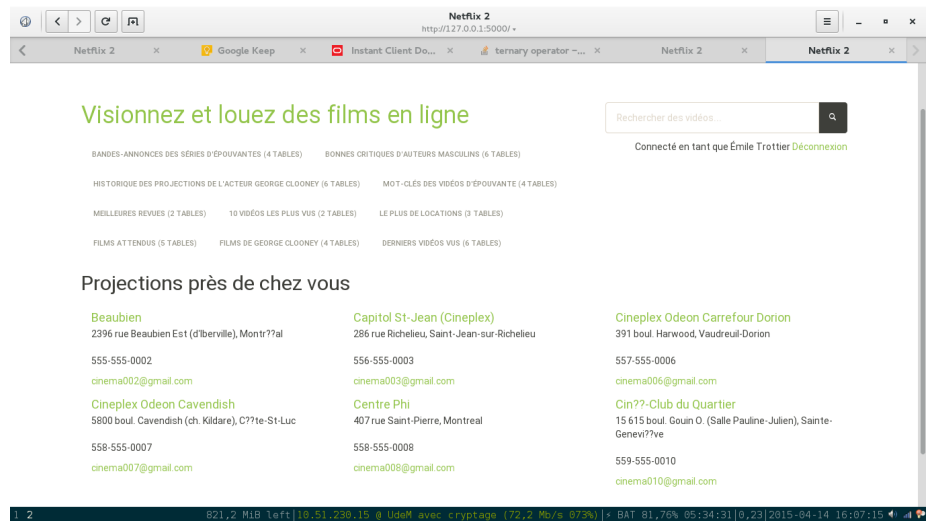 Netflix 2
http://127.0.0.1:5000/
Netflix 2 × Google Keep × Instant Client Do... × ternary operator −... × Netflix 2 × Netflix 2 ×
Visionnez et louez des films en ligne
Rechercher des vidéos...
Connecté en tant que Émile Trottier Déconnexion
BANDES-ANNONCES DES SÉRIES D'ÉPOUVANTES (4 TABLES) BONNES CRITIQUES D'AUTEURS MASCULINS (6 TABLES)
HISTORIQUE DES PROJECTIONS DE L'ACTEUR GEORGE CLOONEY (6 TABLES) MOT-CLÉS DES VIDÉOS D'ÉPOUVANTE (4 TABLES)
MEILLEURES REVUES (2 TABLES) 10 VIDÉOS LES PLUS VUS (2 TABLES) LE PLUS DE LOCATIONS (3 TABLES)
FILMS ATTENDUS (5 TABLES) FILMS DE GEORGE CLOONEY (4 TABLES) DERNIERS VIDÉOS VUS (6 TABLES)
Projections près de chez vous
Beaubien
2396 rue Beaubien Est (d'Iberville), Montr??al
555-555-0002
cinema002@gmail.com
Capitol St-Jean (Cineplex)
286 rue Richelieu, Saint-Jean-sur-Richelieu
556-555-0003
cinema003@gmail.com
Cineplex Odeon Carrefour Dorion
391 boul. Harwood, Vaudreuil-Dorion
557-555-0006
cinema006@gmail.com
Cineplex Odeon Cavendish
5800 boul. Cavendish (ch. Kildare), C??te-St-Luc
558-555-0007
cinema007@gmail.com
Centre Phi
407 rue Saint-Pierre, Montreal
558-555-0008
cinema008@gmail.com
Cin??-Club du Quartier
15 615 boul. Gouin O. (Salle Pauline-Julien), Sainte-
Genevi??ve
559-555-0010
cinema010@gmail.com
1 2 821,2 MiB left|10.51.230.15 @ UdeM avec cryptage (72,2 Mb/s 073%)|⚡ BAT 81,76% 05:34:31|0,23|2015-04-14 16:07:15